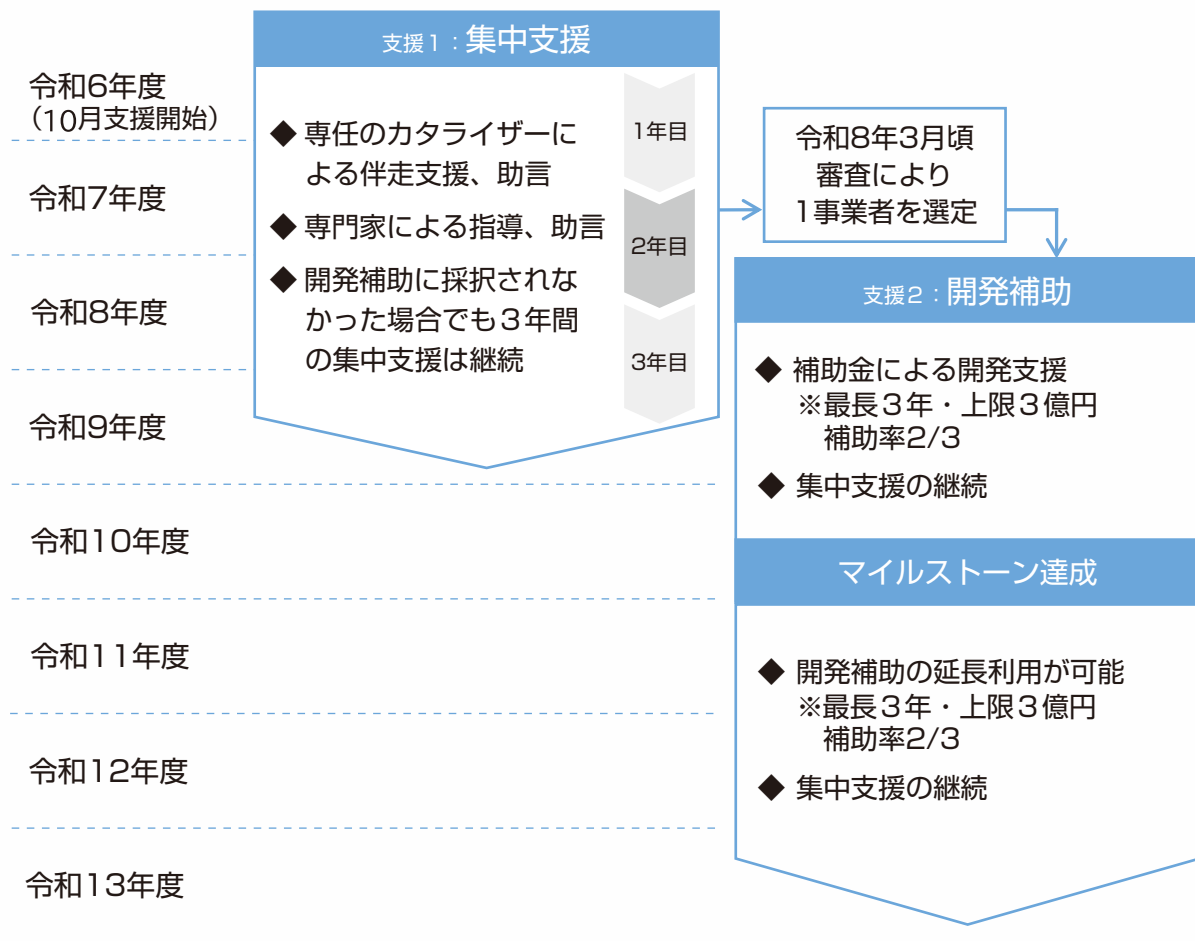 令和6年度
（10月支援開始）
令和7年度
令和8年度
令和9年度
令和10年度
令和11年度
令和12年度
令和13年度
支援1：集中支援
◆ 専任のカタライザーに
よる伴走支援、助言
◆ 専門家による指導、助言
◆ 開発補助に採択されな
かった場合でも３年間
の集中支援は継続
1年目
2年目
3年目
令和8年3月頃
審査により
1事業者を選定
支援2：開発補助
◆ 補助金による開発支援
※最長３年・上限３億円
補助率2/3
◆ 集中支援の継続
マイルストーン達成
◆ 開発補助の延長利用が可能
※最長３年・上限３億円
補助率2/3
◆ 集中支援の継続